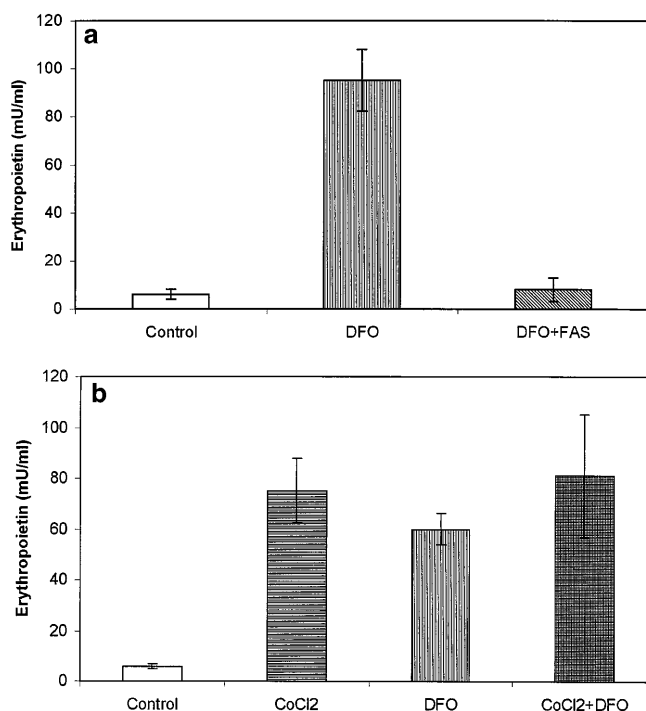 a
Erythropoietin (mU/ml)
120
100
80
60
40
20
0
Control DFO DFO+FAS
b
Erythropoietin (mU/ml)
120
100
80
60
40
20
0
Control CoCl2 DFO CoCl2+DFO